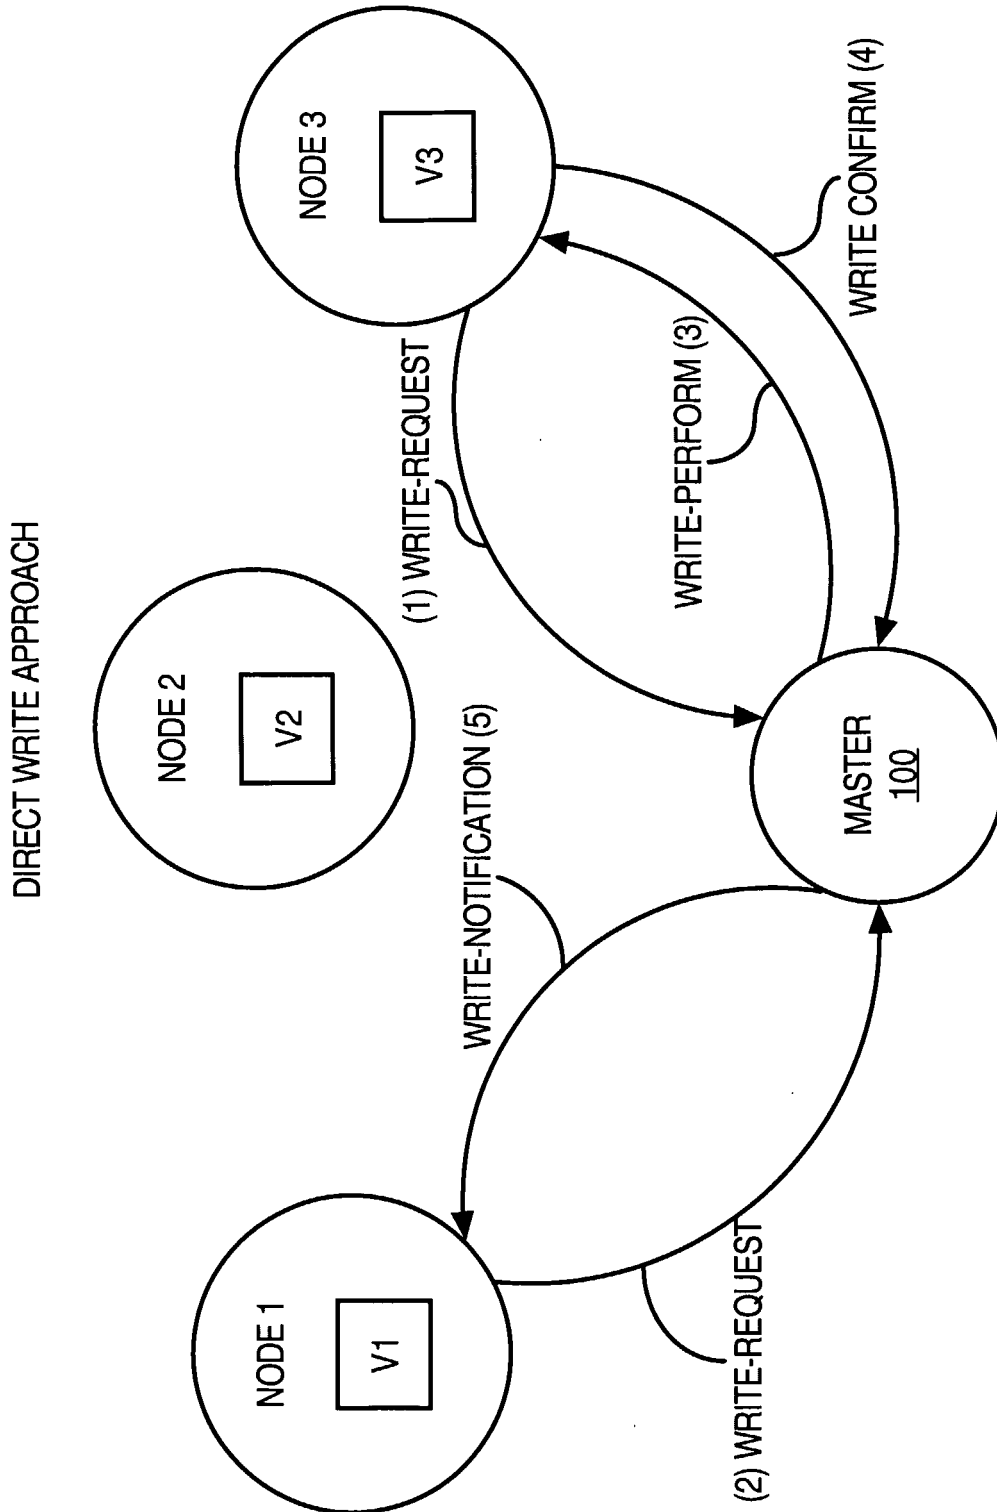 DIRECT WRITE APPROACH
NODE 1
V1
NODE 2
V2
NODE 3
V3
WRITE-NOTIFICATION (5)
(1) WRITE-REQUEST
(2) WRITE-REQUEST
WRITE-PERFORM (3)
WRITE CONFIRM (4)
MASTER
100